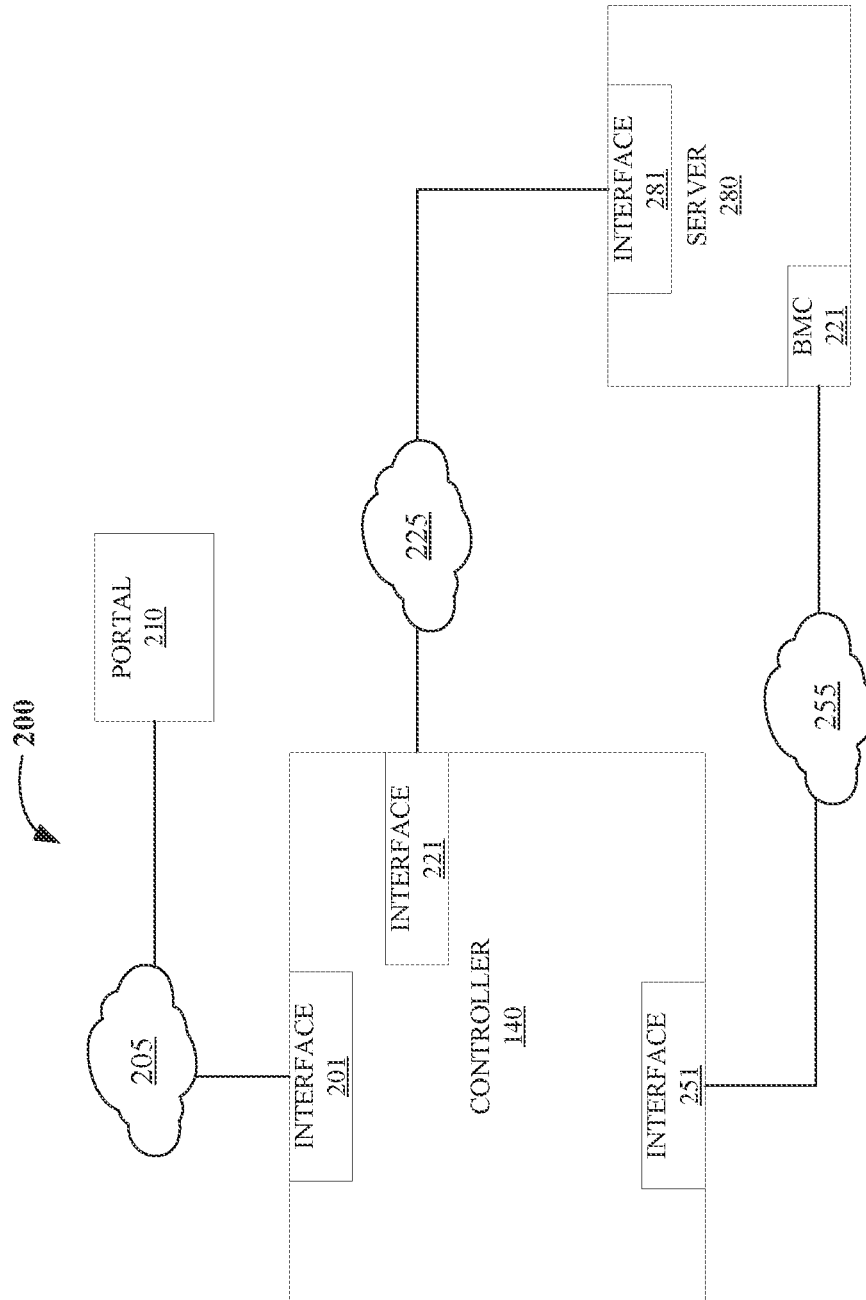 200
205
PORTAL
210
INTERFACE
201
INTERFACE
221
225
CONTROLLER
140
INTERFACE
281
SERVER
280
INTERFACE
251
255
BMC
221